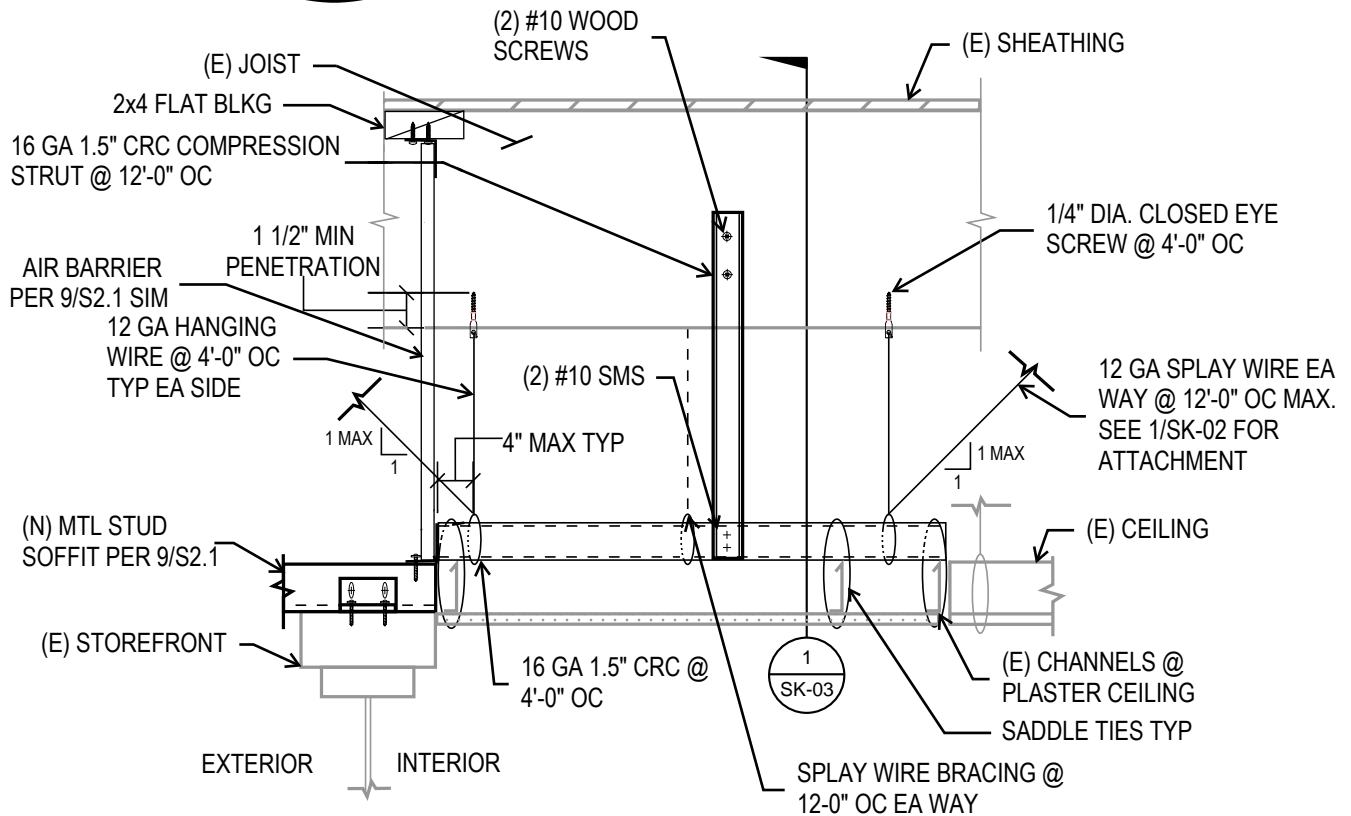 (2) #10 WOOD
SCREWS
(E) SHEATHING
(E) JOIST
2x4 FLAT BLKG
16 GA 1.5" CRC COMPRESSION
STRUT @ 12'-0" OC
1/4" DIA. CLOSED EYE
SCREW @ 4'-0" OC
1 1/2" MIN
PENETRATION
AIR BARRIER
PER 9/S2.1 SIM
12 GA HANGING
WIRE @ 4'-0" OC
TYP EA SIDE
(2) #10 SMS
12 GA SPLAY WIRE EA
WAY @ 12'-0" OC MAX.
SEE 1/SK-02 FOR
ATTACHMENT
1 MAX
1
4" MAX TYP
1 MAX
1
(N) MTL STUD
SOFFIT PER 9/S2.1
(E) CEILING
(E) STOREFRONT
16 GA 1.5" CRC @
4'-0" OC
1
SK-03
(E) CHANNELS @
PLASTER CEILING
SADDLE TIES TYP
EXTERIOR
INTERIOR
SPLAY WIRE BRACING @
12-0" OC EA WAY